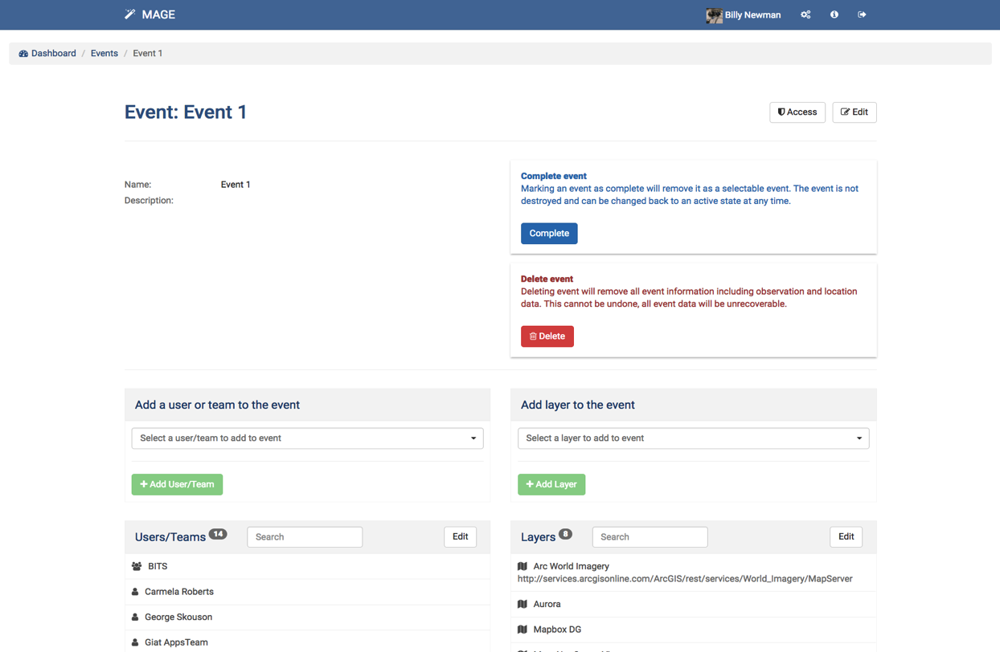 MAGE
Billy Newman
Dashboard / Events / Event 1
Event: Event 1
Access
Edit
Name: Event 1
Description:
Complete event
Marking an event as complete will remove it as a selectable event. The event is not
destroyed and can be changed back to an active state at any time.
Complete
Delete event
Deleting event will remove all event information including observation and location
data. This cannot be undone, all event data will be unrecoverable.
Delete
Add a user or team to the event
Select a user/team to add to event
Add User/Team
Add layer to the event
Select a layer to add to event
Add Layer
Users/Teams 14
Search
Edit
BITS
Carmela Roberts
George Skouson
Giat AppsTeam
Layers 8
Search
Edit
Arc World Imagery
http://services.arcgisonline.com/ArcGIS/rest/services/World_Imagery/MapServer
Aurora
Mapbox DG